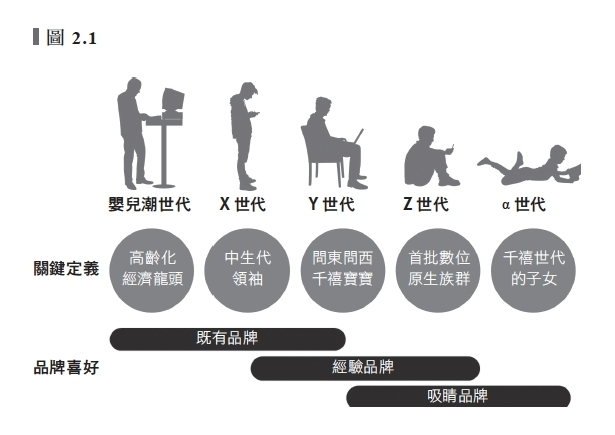 圖 2.1
嬰兒潮世代 X 世代 Y 世代 Z 世代 α 世代
關鍵定義
高齡化
經濟龍頭
中生代
領袖
問東問西
千禧寶寶
首批數位
原生族群
千禧世代
的子女
品牌喜好
既有品牌
經驗品牌
吸睛品牌